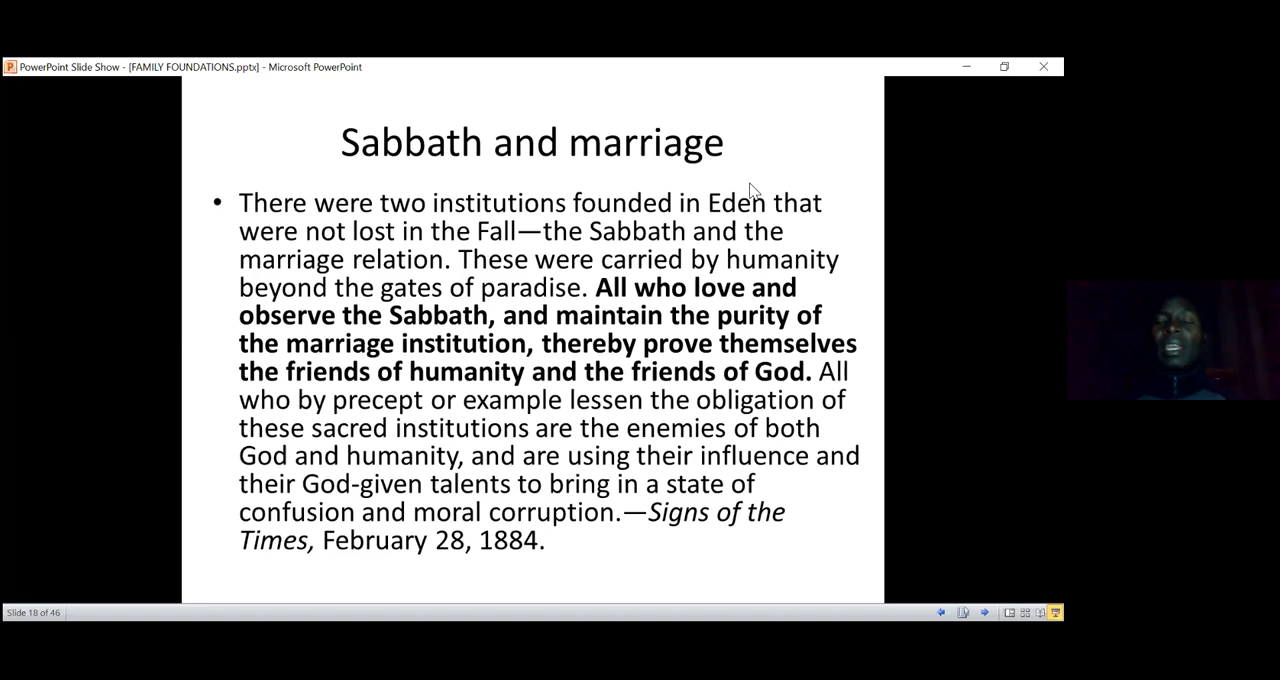 PowerPoint Slide Show - [FAMILY FOUNDATIONS.pptx] - Microsoft PowerPoint
Sabbath and marriage
• There were two institutions founded in Eden that
were not lost in the Fall—the Sabbath and the
marriage relation. These were carried by humanity
beyond the gates of paradise. All who love and
observe the Sabbath, and maintain the purity of
the marriage institution, thereby prove themselves
the friends of humanity and the friends of God. All
who by precept or example lessen the obligation of
these sacred institutions are the enemies of both
God and humanity, and are using their influence and
their God-given talents to bring in a state of
confusion and moral corruption.—Signs of the
Times, February 28, 1884.
Slide 18 of 46